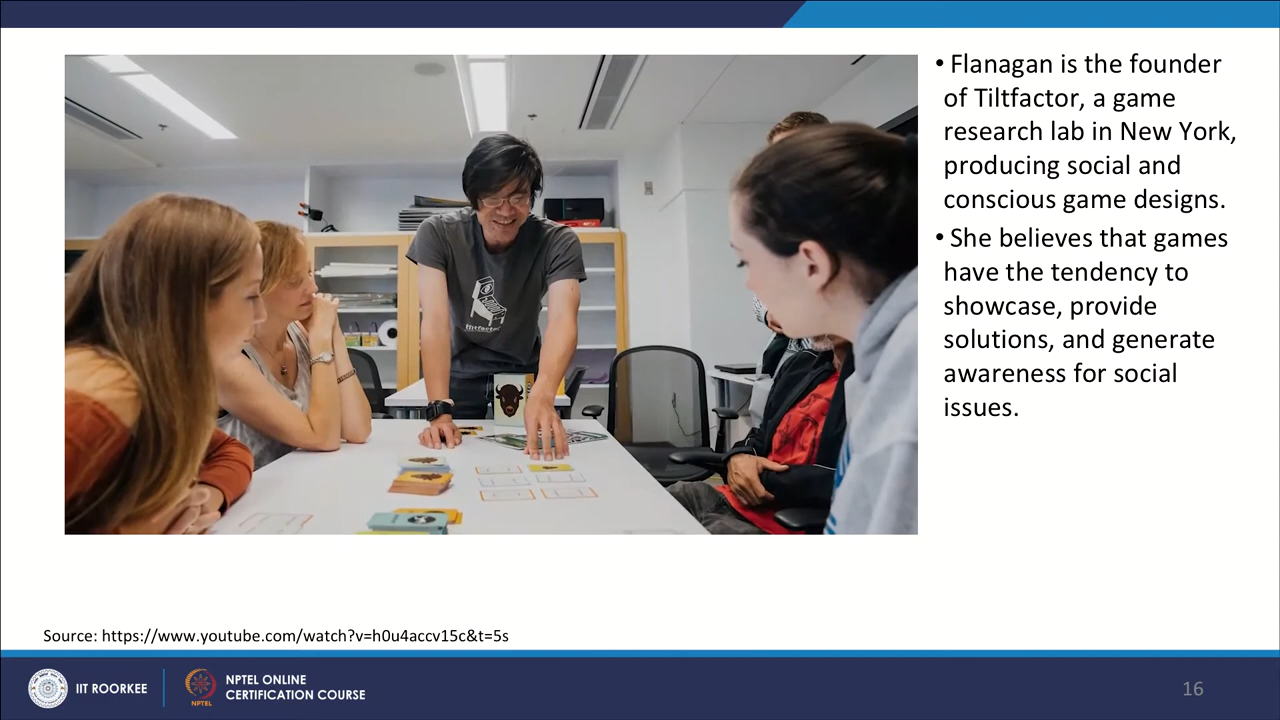 • Flanagan is the founder
of Tiltfactor, a game
research lab in New York,
producing social and
conscious game designs.
• She believes that games
have the tendency to
showcase, provide
solutions, and generate
awareness for social
issues.
tiltfactor
Source: https://www.youtube.com/watch?v=h0u4accv15c&t=5s
IIT ROORKEE
NPTEL
NPTEL ONLINE
CERTIFICATION COURSE
16